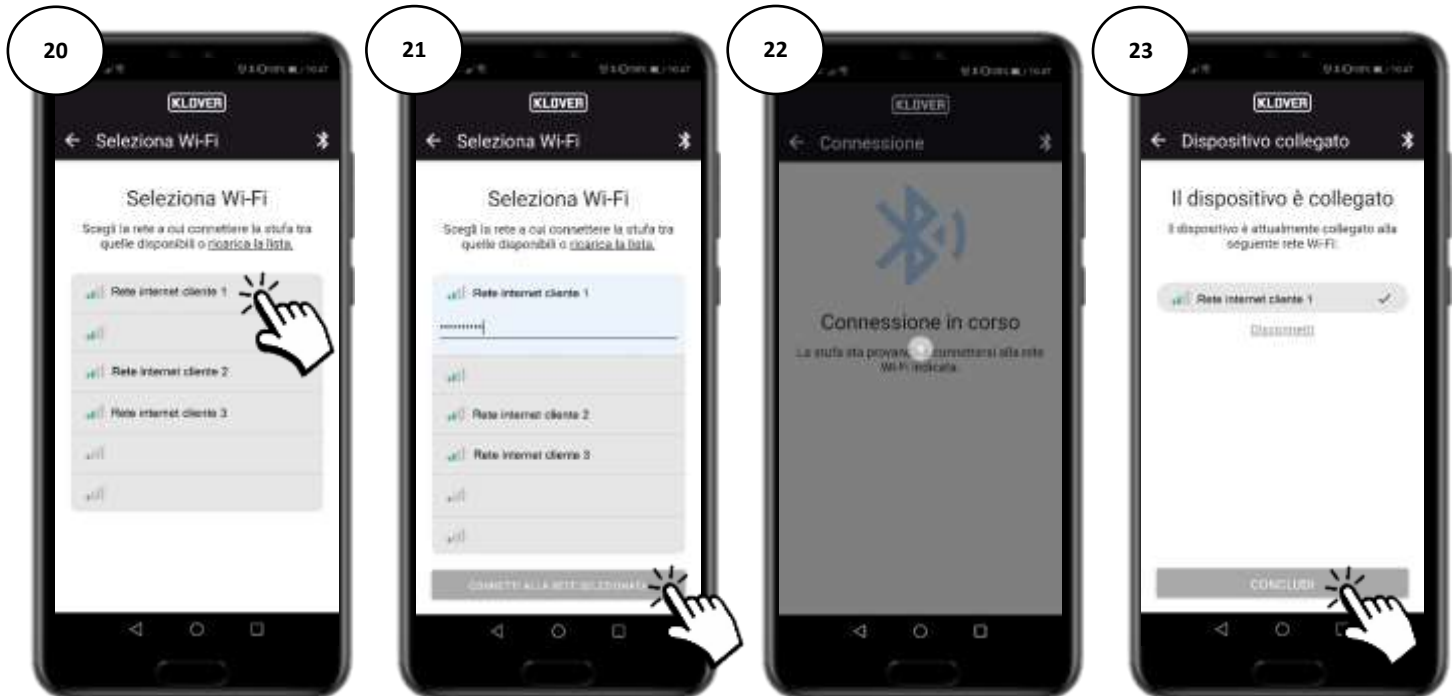 20
KLOVER
Seleziona Wi-Fi
Seleziona Wi-Fi
Scegli la rete a cui connettere la stufa tra
quelle disponibili o ricarica la lista.
Rete internet cliente 1
Rete internet cliente 2
Rete internet cliente 3
21
KLOVER
Seleziona Wi-Fi
Seleziona Wi-Fi
Scegli la rete a cui connettere la stufa tra
quelle disponibili o ricarica la lista.
Rete internet cliente 1
Rete internet cliente 2
Rete internet cliente 3
CONNETTI ALLA RETE SELEZIONATA
22
KLOVER
Connessione
Connessione in corso
La stufa sta connettersi alla rete
Wi-Fi indicata.
23
KLOVER
Dispositivo collegato
Il dispositivo è collegato
Il dispositivo è attualmente collegato alla
seguente rete Wi-Fi:
Rete internet cliente 1
Disconnetti
CONCLUDI